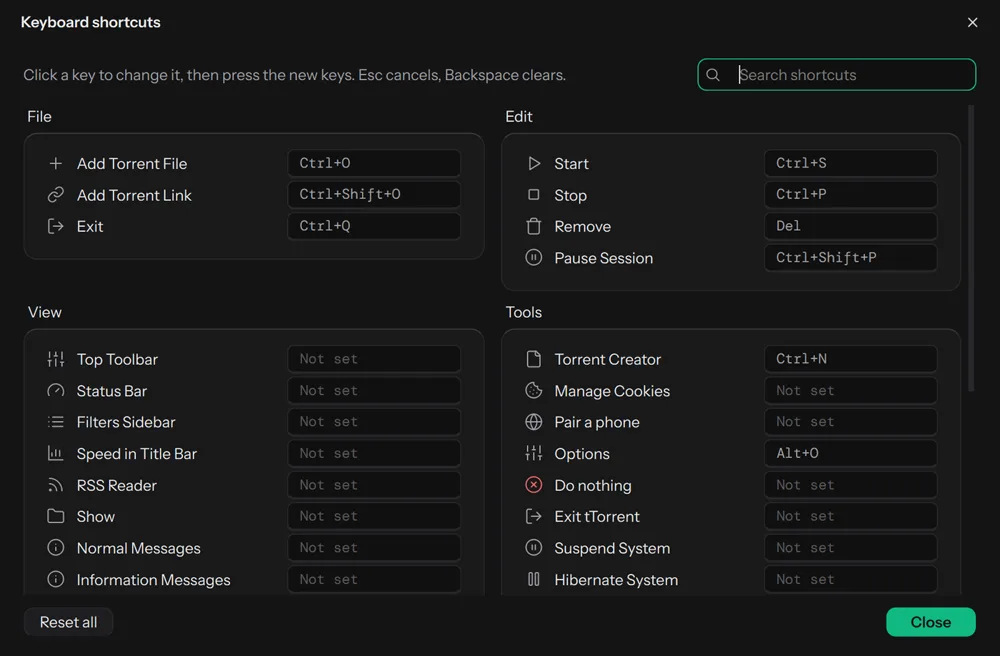 Keyboard shortcuts
Click a key to change it, then press the new keys. Esc cancels, Backspace clears.
Search shortcuts
File
Add Torrent File Ctrl+O
Add Torrent Link Ctrl+Shift+O
Exit Ctrl+Q
Edit
Start Ctrl+S
Stop Ctrl+P
Remove Del
Pause Session Ctrl+Shift+P
View
Top Toolbar Not set
Status Bar Not set
Filters Sidebar Not set
Speed in Title Bar Not set
RSS Reader Not set
Show Not set
Normal Messages Not set
Information Messages Not set
Tools
Torrent Creator Ctrl+N
Manage Cookies Not set
Pair a phone Not set
Options Alt+O
Do nothing Not set
Exit tTorrent Not set
Suspend System Not set
Hibernate System Not set
Reset all
Close